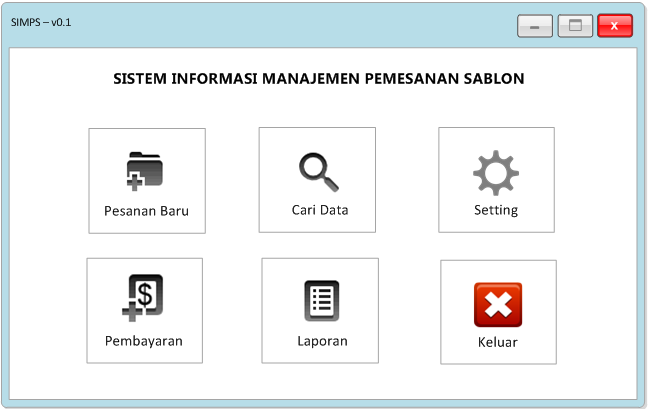 SIMPS – v0.1
SISTEM INFORMASI MANAJEMEN PEMESANAN SABLON
Pesanan Baru
Cari Data
Setting
Pembayaran
Laporan
Keluar